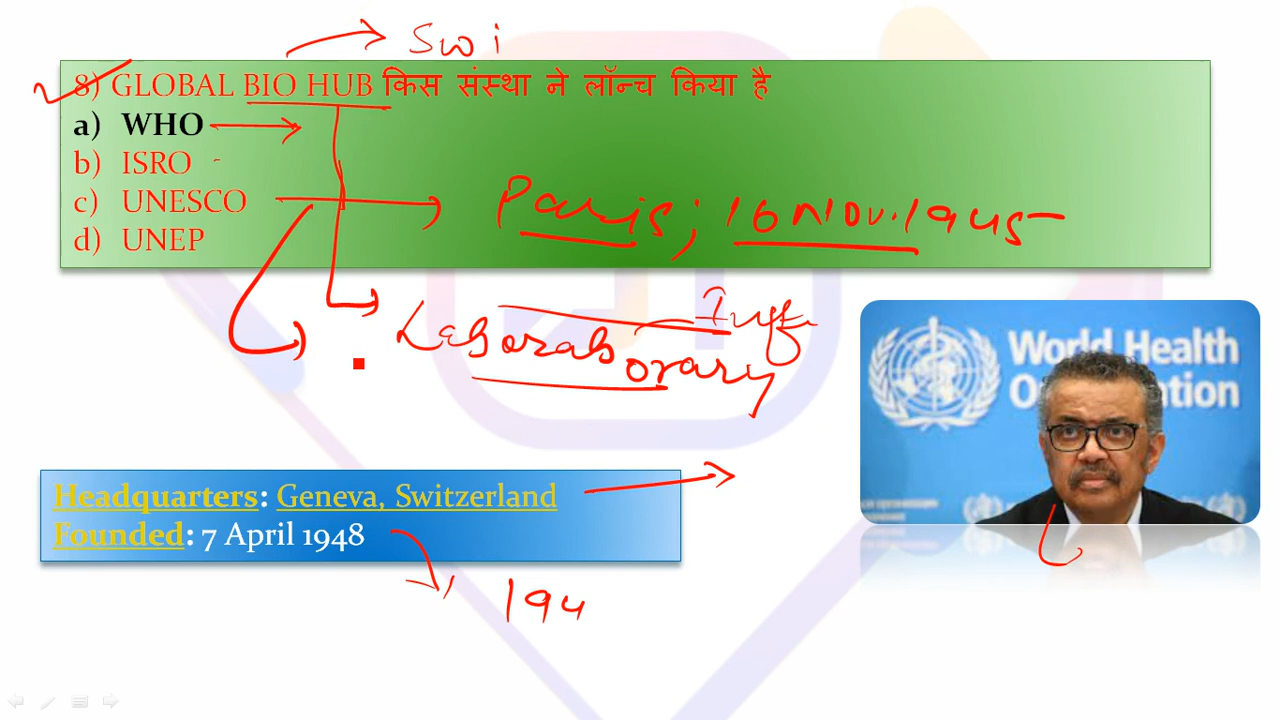 Swi
8) GLOBAL BIO HUB किस संस्था ने लॉन्च किया है
a) WHO
b) ISRO
c) UNESCO
d) UNEP
Paris; 16 Nov. 1945
World Health
Organization
Headquarters: Geneva, Switzerland
Founded: 7 April 1948
194